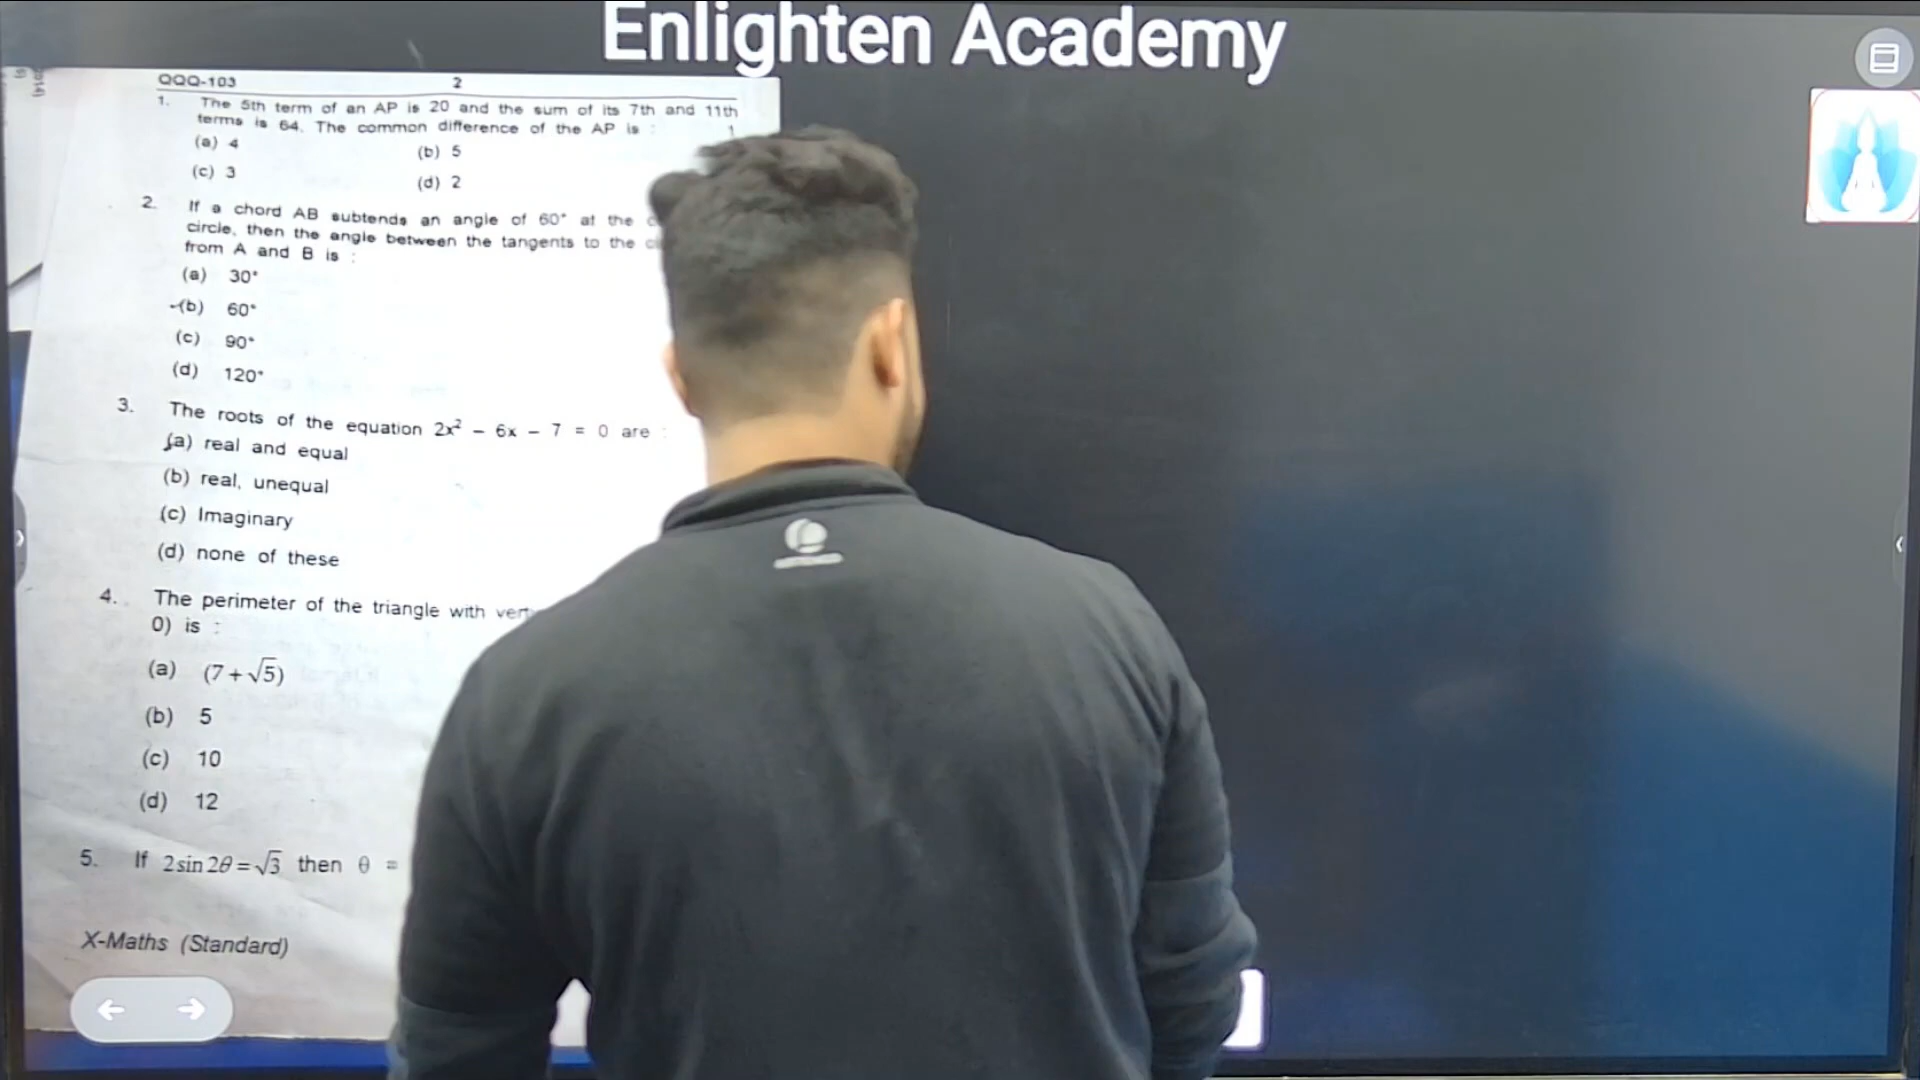 Enlighten Academy
QQQ-103 2
1. The 5th term of an AP is 20 and the sum of its 7th and 11th
terms is 64. The common difference of the AP is : 1
(a) 4 (b) 5
(c) 3 (d) 2
2. If a chord AB subtends an angle of 60° at the
circle, then the angle between the tangents to the
from A and B is :
(a) 30°
(b) 60°
(c) 90°
(d) 120°
3. The roots of the equation 2x² − 6x − 7 = 0 are :
(a) real and equal
(b) real, unequal
(c) Imaginary
(d) none of these
4. The perimeter of the triangle with
0) is :
(a) (7+√5)
(b) 5
(c) 10
(d) 12
5. If 2sin2θ=√3 then θ =
X-Maths (Standard)